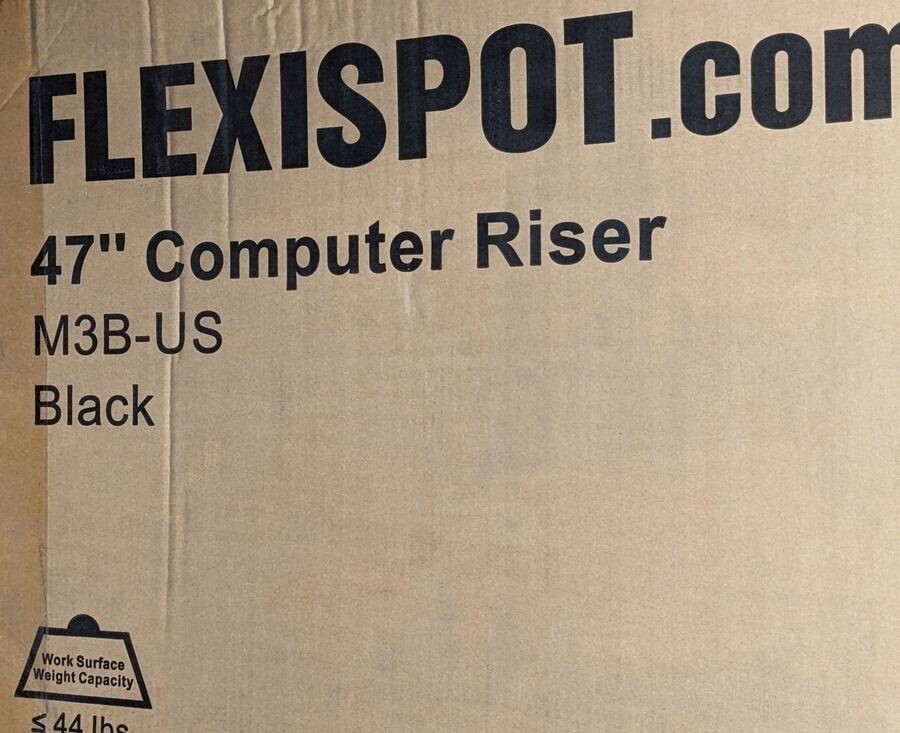 FLEXISPOT.com
47" Computer Riser
M3B-US
Black
Work Surface
Weight Capacity
≤ 44 lbs